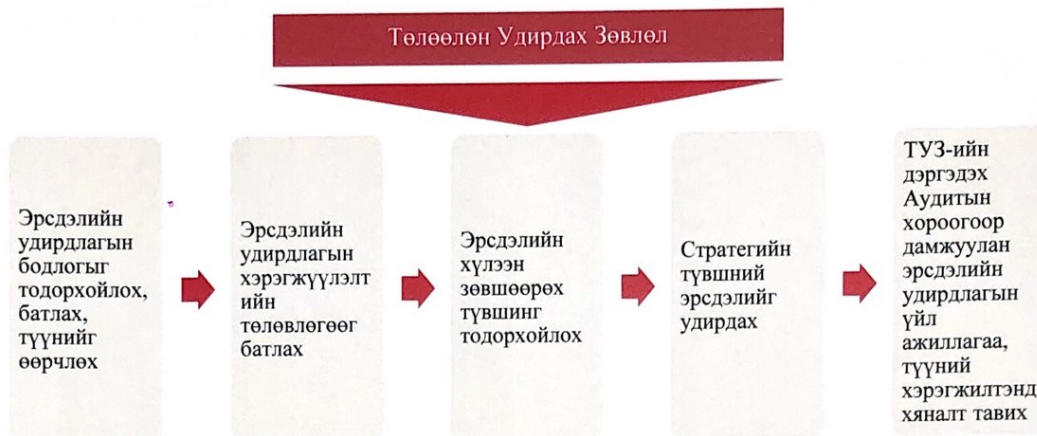 Төлөөлөн Удирдах Зөвлөл
Эрсдэлийн
удирдлагын
бодлогыг
тодорхойлох,
батлах,
түүнийг
өөрчлөх
Эрсдэлийн
удирдлагын
хэрэгжүүлэлт
ийн
төлөвлөгөөг
батлах
Эрсдэлийн
хүлээн
зөвшөөрөх
түвшинг
тодорхойлох
Стратегийн
түвшний
эрсдэлийг
удирдах
ТУЗ-ийн
дэргэдэх
Аудитын
хороогоор
дамжуулан
эрсдэлийн
удирдлагын
үйл
ажиллагаа,
түүний
хэрэгжилтэнд
хяналт тавих